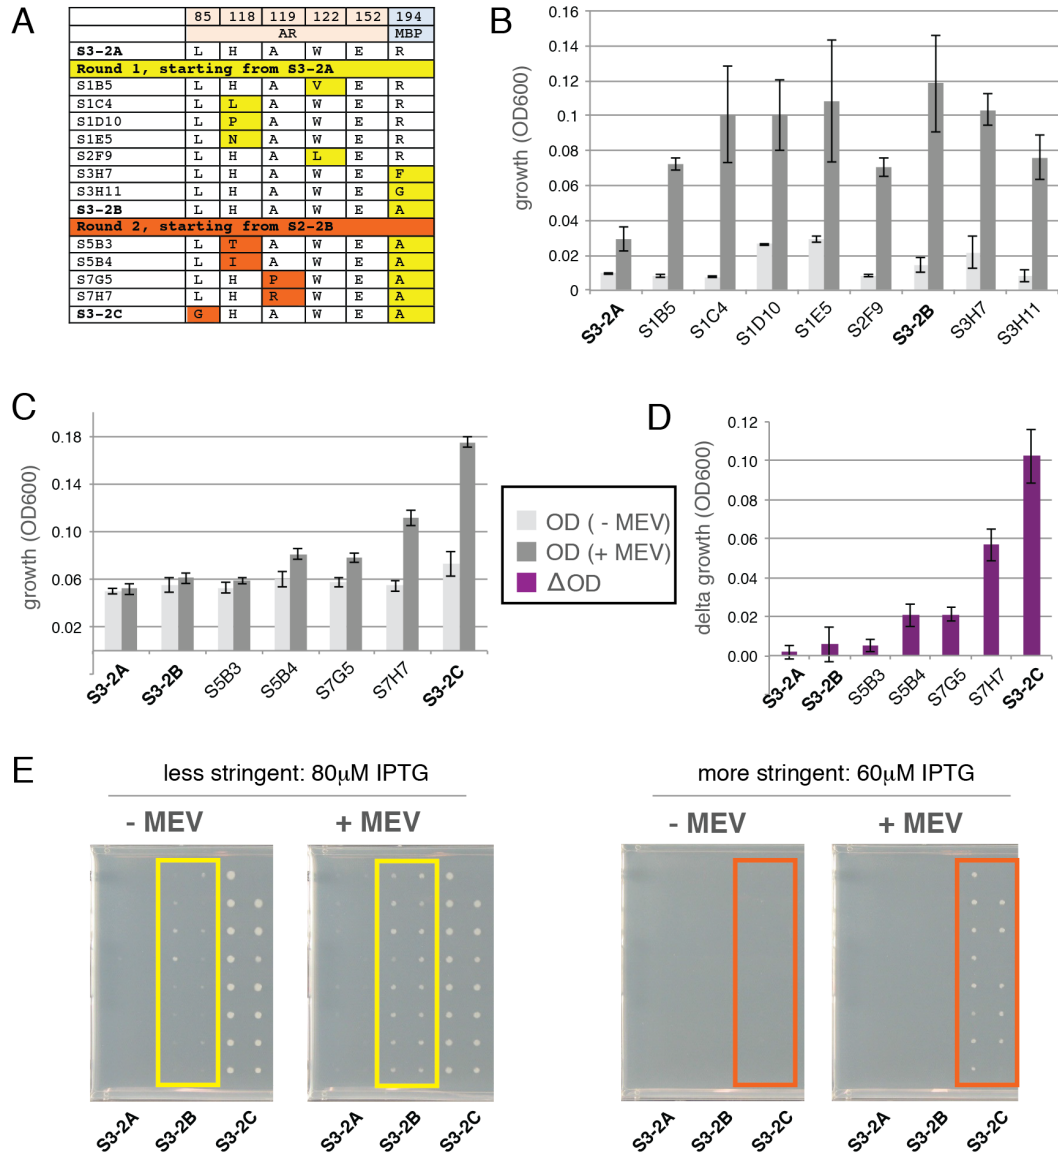 A
85 118 119 122 152 194
AR MBP
S3-2A L H A W E R
Round 1, starting from S3-2A
S1B5 L H A V E R
S1C4 L L A W E R
S1D10 L P A W E R
S1E5 L N A W E R
S2F9 L H A L E R
S3H7 L H A W E F
S3H11 L H A W E G
S3-2B L H A W E A
Round 2, starting from S2-2B
S5B3 L T A W E A
S5B4 L I A W E A
S7G5 L H P W E A
S7H7 L H R W E A
S3-2C G H A W E A
B
growth (OD600)
0.16
0.14
0.12
0.1
0.08
0.06
0.04
0.02
0
S3-2A S1B5 S1C4 S1D10 S1E5 S2F9 S3-2B S3H7 S3H11
C
growth (OD600)
0.18
0.14
0.10
0.06
0.02
S3-2A S3-2B S5B3 S5B4 S7G5 S7H7 S3-2C
OD ( - MEV)
OD (+ MEV)
ΔOD
D
delta growth (OD600)
0.12
0.10
0.08
0.06
0.04
0.02
0.00
S3-2A S3-2B S5B3 S5B4 S7G5 S7H7 S3-2C
E
less stringent: 80μM IPTG
- MEV + MEV
S3-2A S3-2B S3-2C S3-2A S3-2B S3-2C
more stringent: 60μM IPTG
- MEV + MEV
S3-2A S3-2B S3-2C S3-2A S3-2B S3-2C